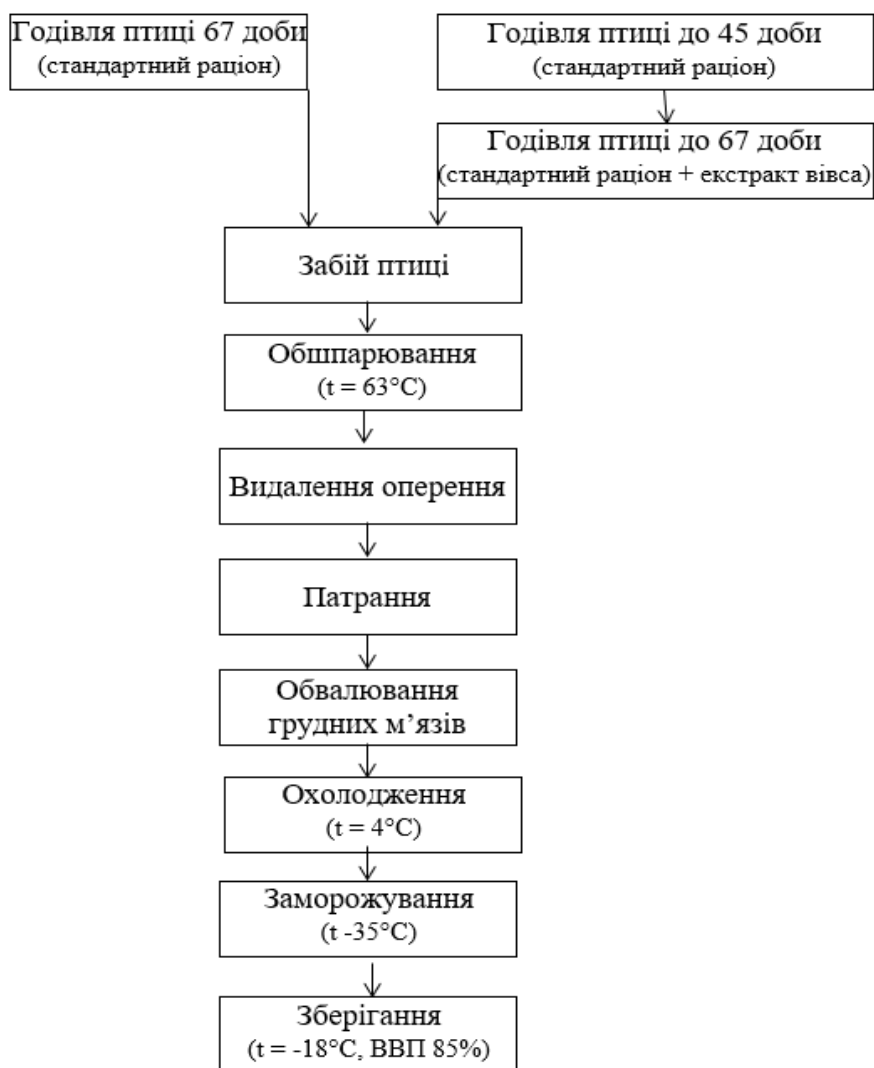 Годівля птиці 67 доби
(стандартний раціон)
Годівля птиці до 45 доби
(стандартний раціон)
Годівля птиці до 67 доби
(стандартний раціон + екстракт вівса)
Забій птиці
Обшпарювання
(t = 63°С)
Видалення оперення
Патрання
Обвалювання
грудних м’язів
Охолодження
(t = 4°С)
Заморожування
(t -35°С)
Зберігання
(t = -18°С, ВВП 85%)